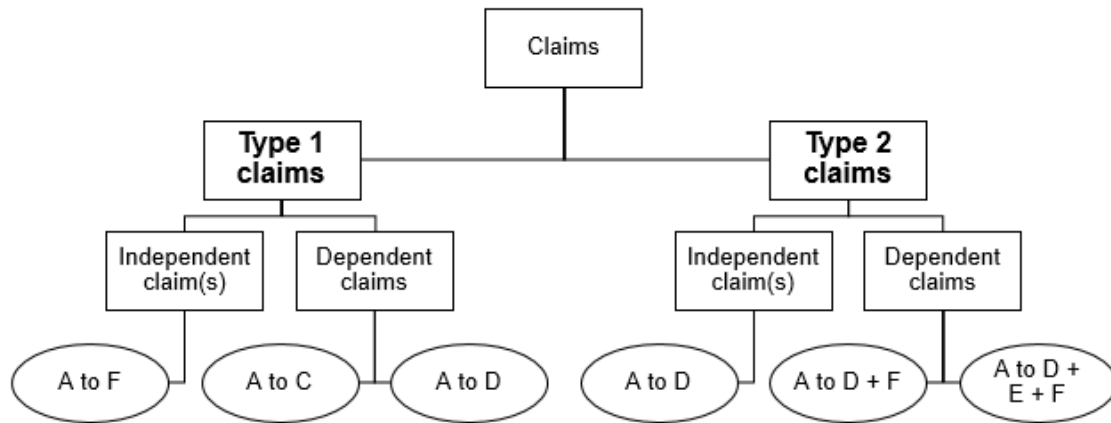 Claims
Type 1
claims
Type 2
claims
Independent
claim(s)
Dependent
claims
Independent
claim(s)
Dependent
claims
A to F
A to C
A to D
A to D
A to D + F
A to D +
E + F